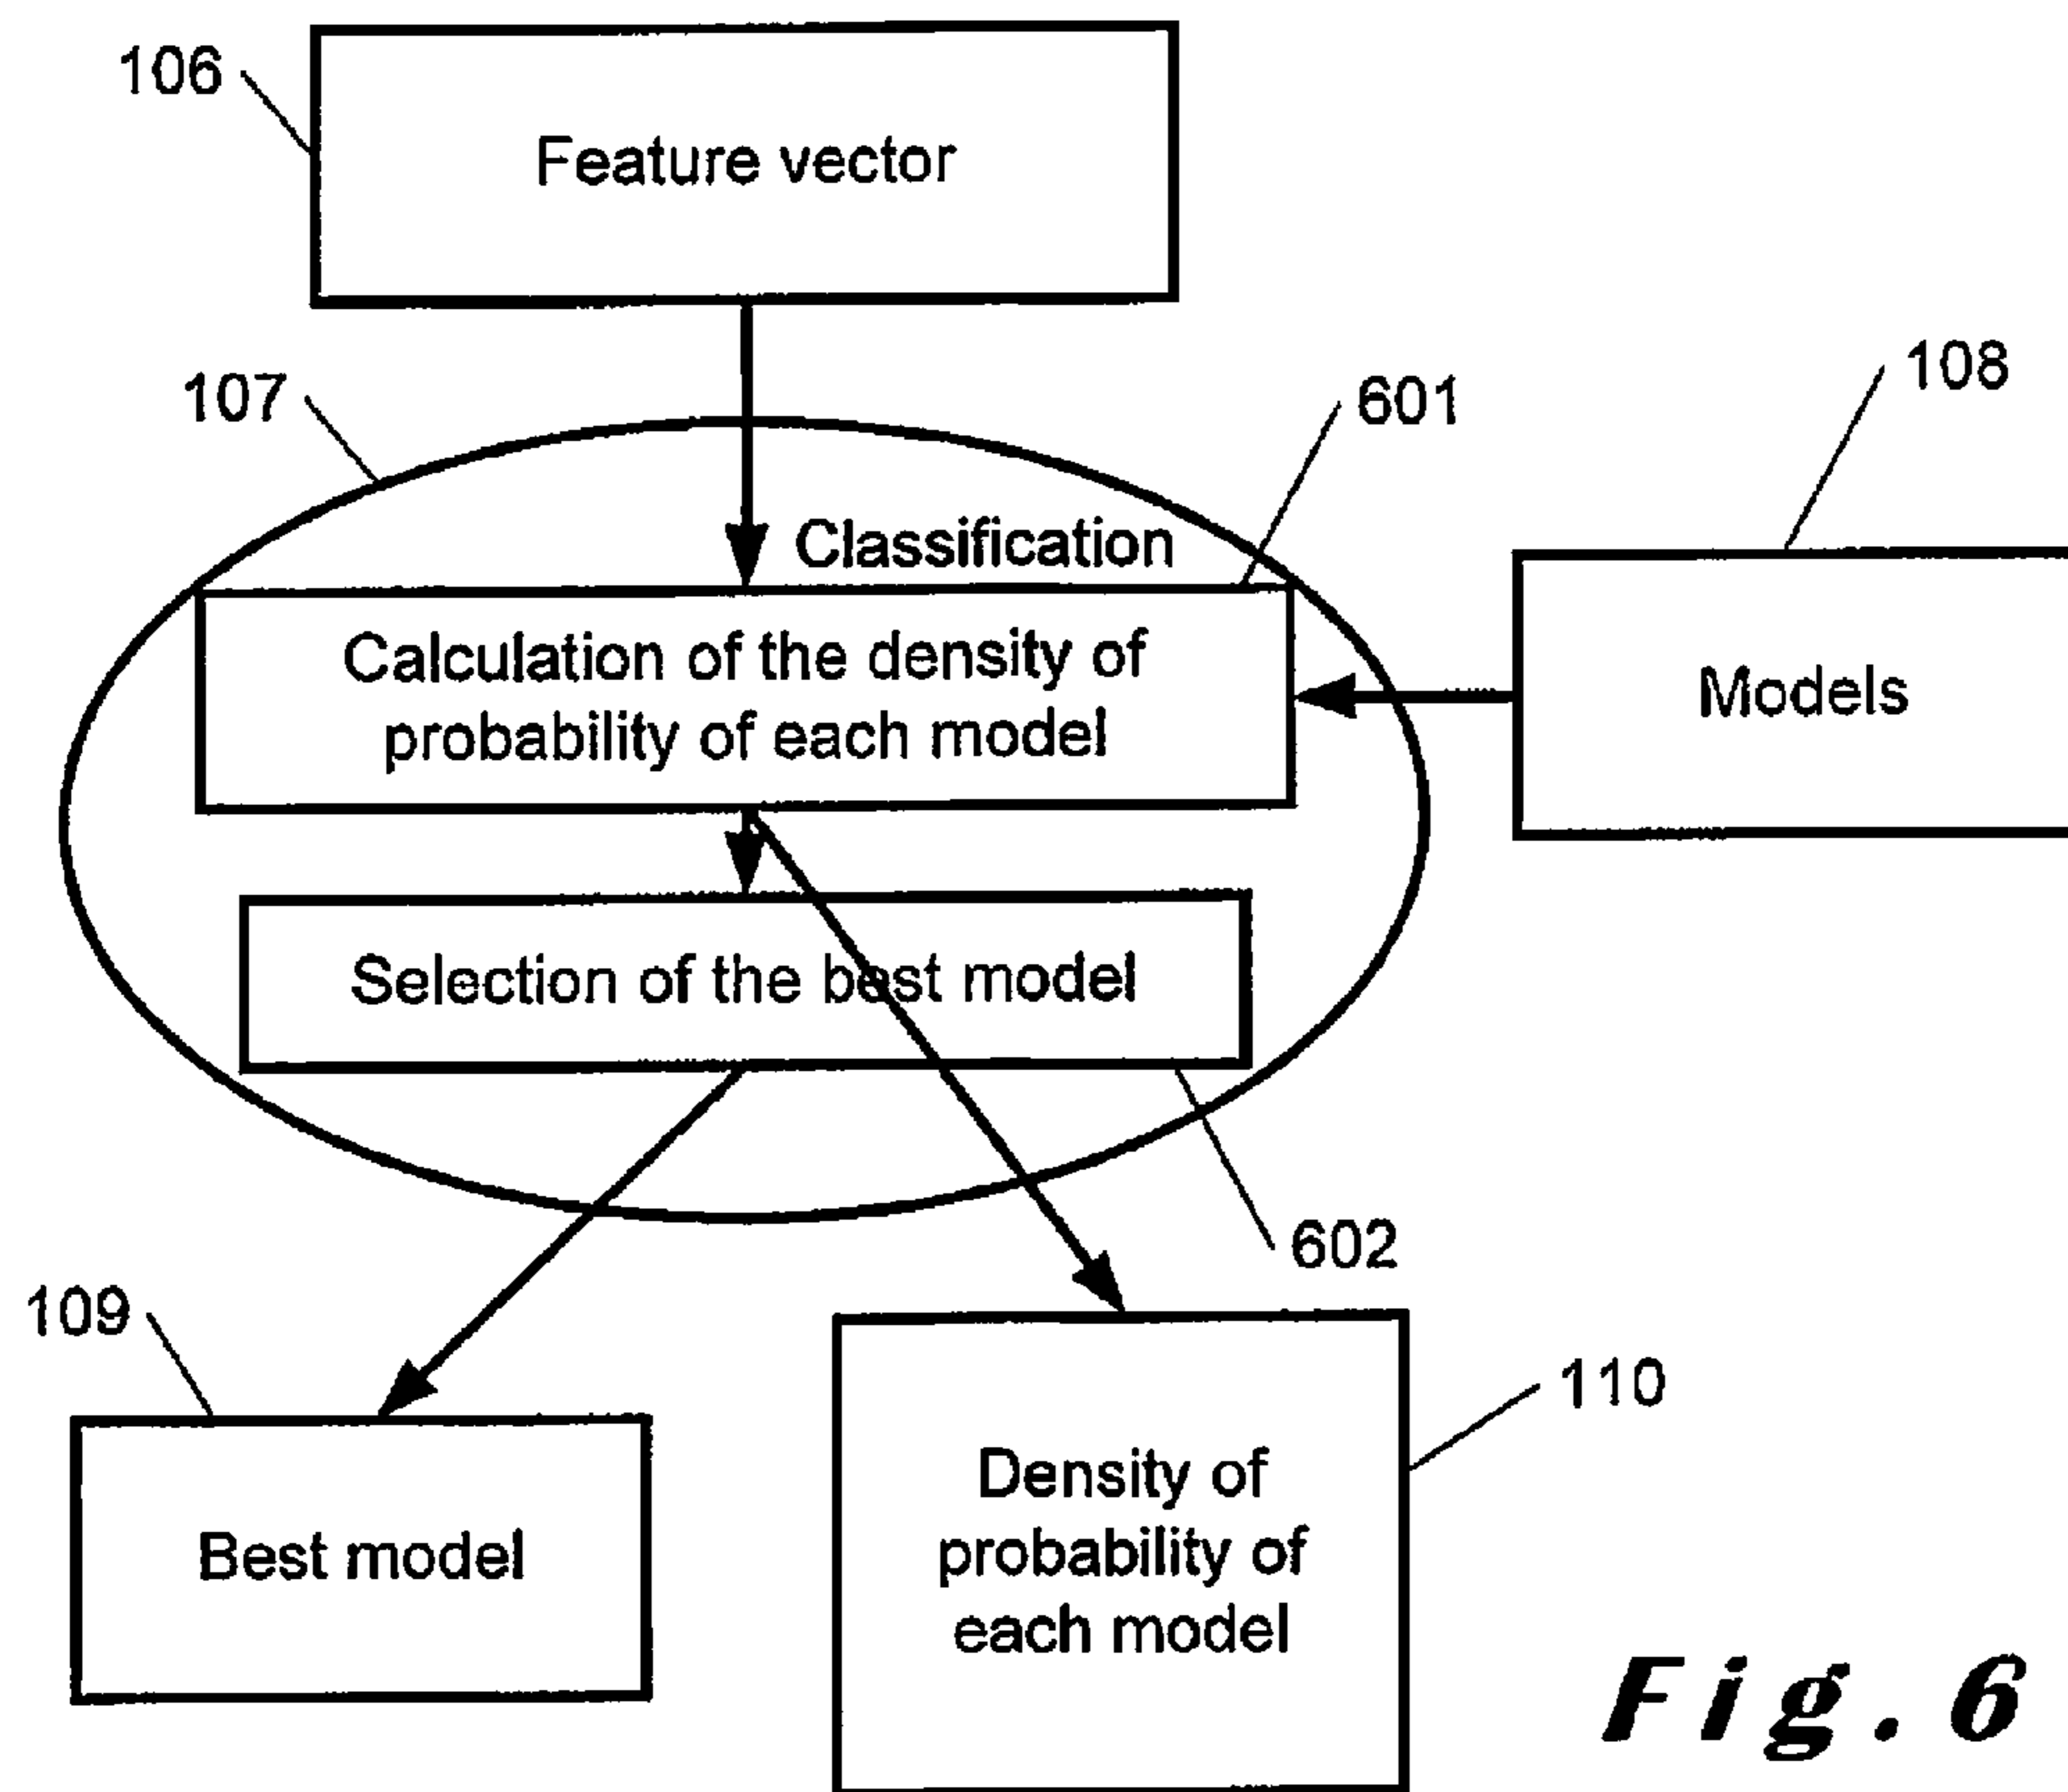 106
Feature vector
107
601
108
Classification
Calculation of the density of
probability of each model
Models
Selection of the best model
602
109
110
Best model
Density of
probability of
each model
Fig. 6